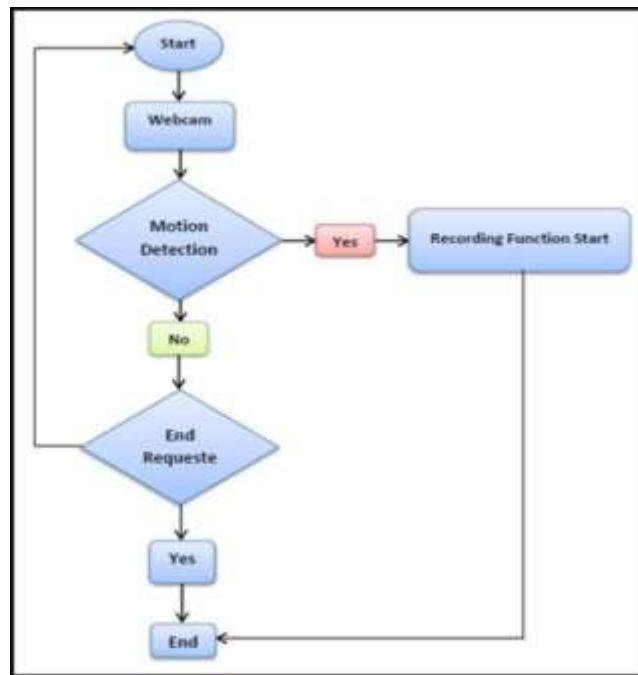 Start
Webcam
Motion
Detection
Yes
Recording Function Start
No
End
Requeste
Yes
End